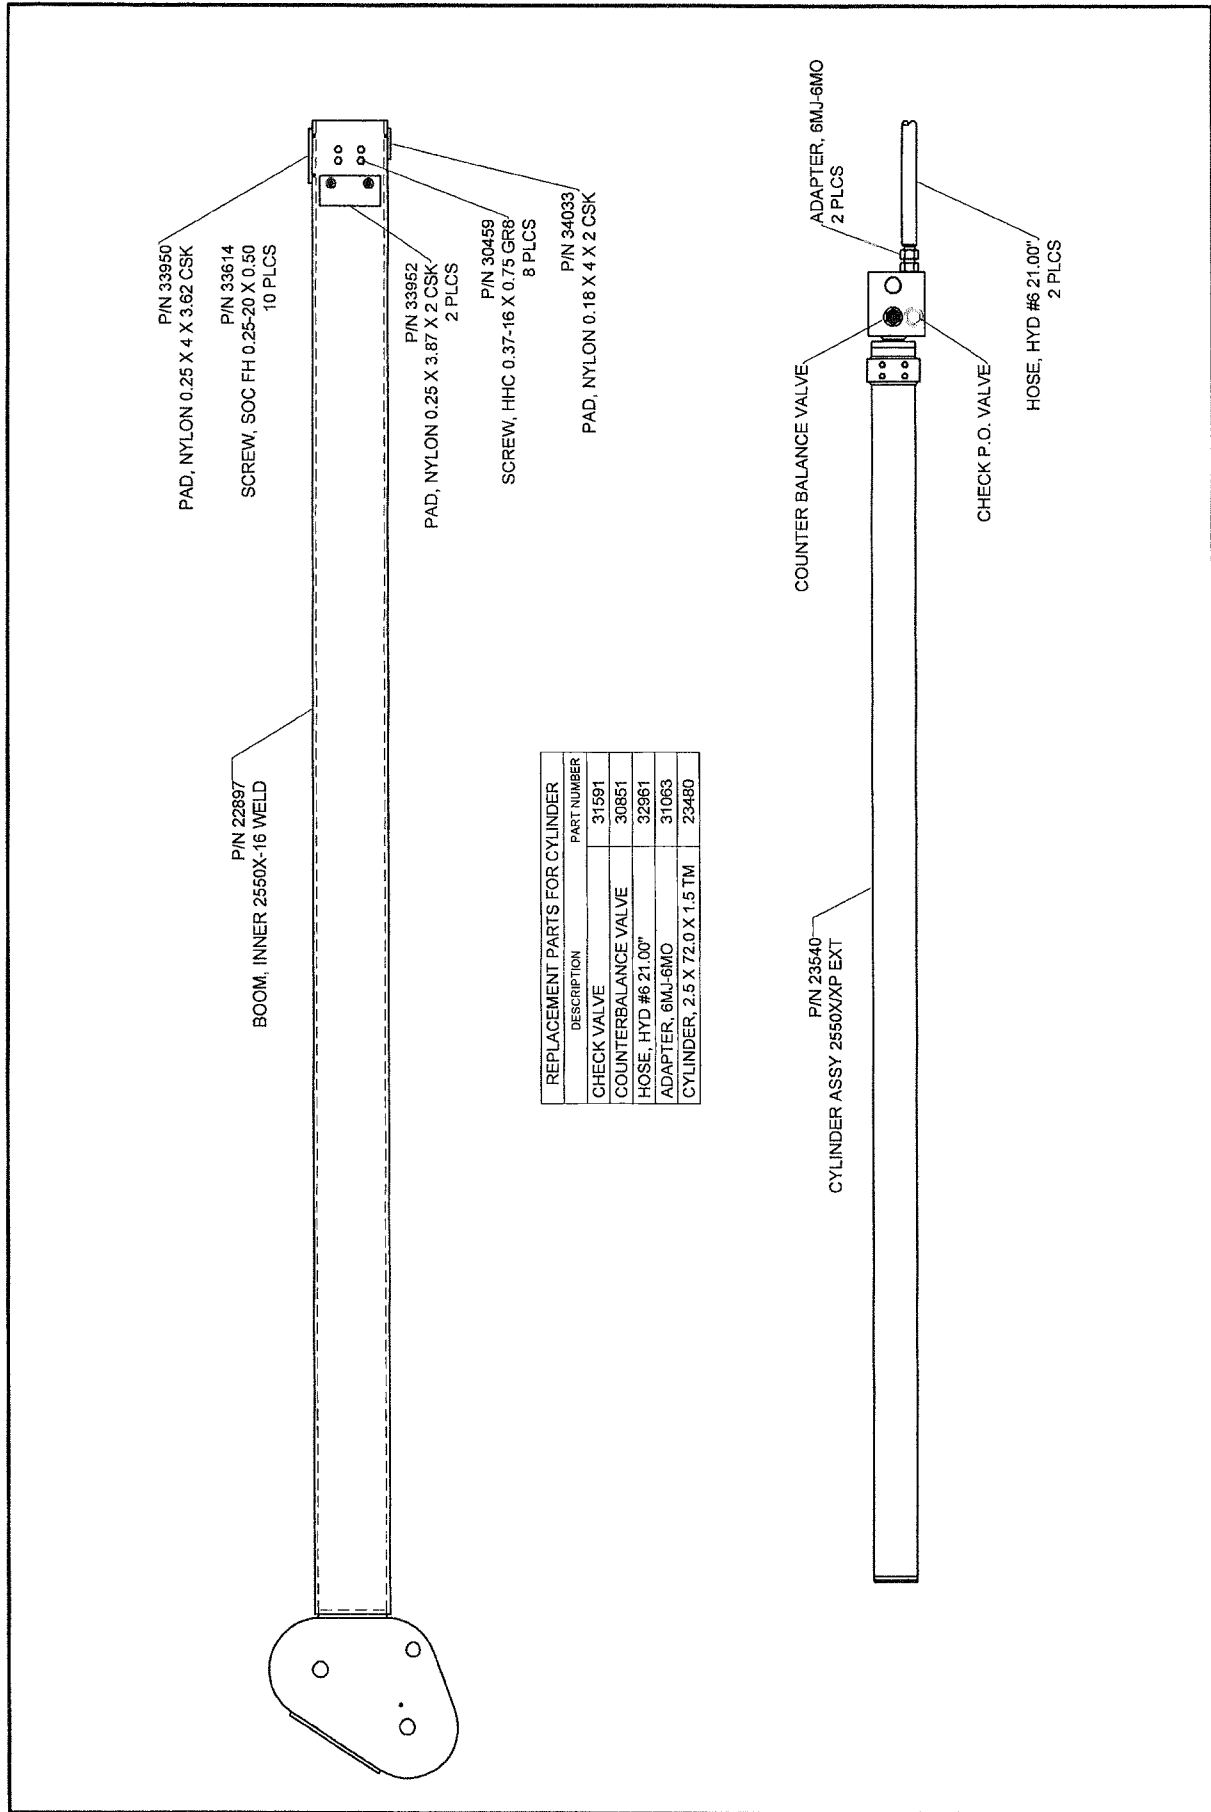 P/N 22897
BOOM, INNER 2550X-16 WELD
P/N 33950
PAD, NYLON 0.25 X 4 X 3.62 CSK
P/N 33614
SCREW, SOC FH 0.25-20 X 0.50
10 PLCS
P/N 33952
PAD, NYLON 0.25 X 3.87 X 2 CSK
2 PLCS
P/N 30459
SCREW, HHC 0.37-16 X 0.75 GR8
8 PLCS
P/N 34033
PAD, NYLON 0.18 X 4 X 2 CSK
REPLACEMENT PARTS FOR CYLINDER
DESCRIPTION PART NUMBER
CHECK VALVE 31591
COUNTERBALANCE VALVE 30851
HOSE, HYD #6 21.00" 32961
ADAPTER, 6MJ-6MO 31063
CYLINDER, 2.5 X 72.0 X 1.5 TM 23480
P/N 23540
CYLINDER ASSY 2550X/XP EXT
COUNTER BALANCE VALVE
ADAPTER, 6MJ-6MO
2 PLCS
CHECK P.O. VALVE
HOSE, HYD #6 21.00"
2 PLCS